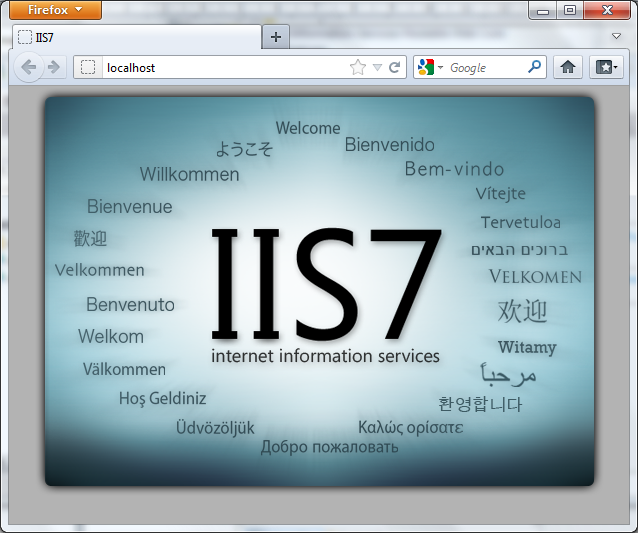 Firefox
IIS7
localhost
Google
Welcome
Bienvenido
ようこそ
Bem-vindo
Willkommen
Vítejte
Bienvenue
Tervetuloa
歡迎
ברוכים הבאים
Velkommen
VELKOMEN
Benvenuto
欢迎
Welkom
Witamy
Välkommen
مرحباً
Hoş Geldiniz
환영합니다
Üdvözöljük
Καλώς ορίσατε
Добро пожаловать
IIS7
internet information services